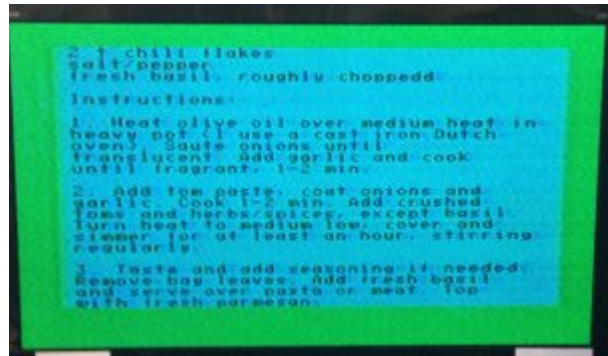 2 t chili flakes
salt/pepper
fresh basil, roughly choppedd
Instructions:
1. Heat olive oil over medium heat in
heavy pot (I use a cast iron Dutch
oven). Saute onions until
translucent. Add garlic and cook
until fragrant, 1-2 min.
2. Add tom paste, coat onions and
garlic. Cook 1-2 min. Add crushed
toms and herbs/spices, except basil.
Turn heat to medium low, cover and
simmer for at least an hour, stirring
regularly.
3. Taste and add seasoning if needed.
Remove bay leaves. Add fresh basil
and serve over pasta or meat. Top
with fresh parmesan.